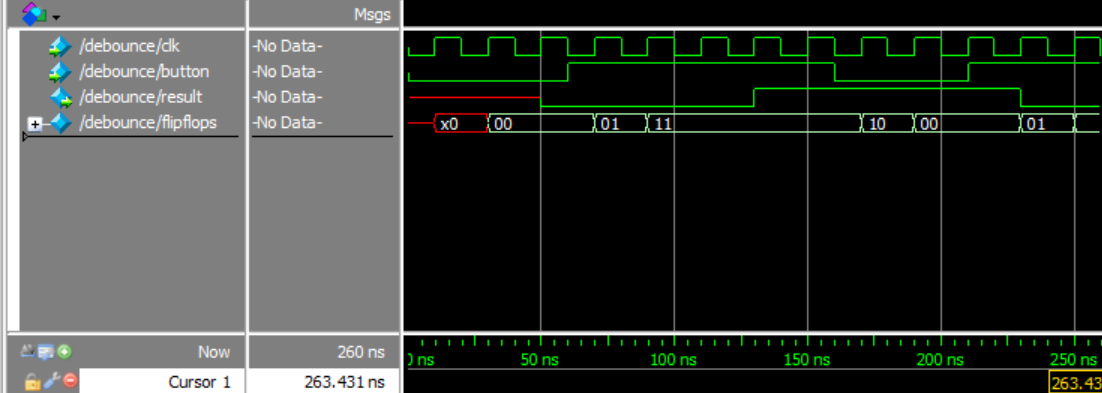 Msgs
/debounce/clk -No Data-
/debounce/button -No Data-
/debounce/result -No Data-
/debounce/flipflops -No Data- x0 00 01 11 10 00 01
Now 260 ns 50 ns 100 ns 150 ns 200 ns 250 ns
Cursor 1 263.431 ns 263.43